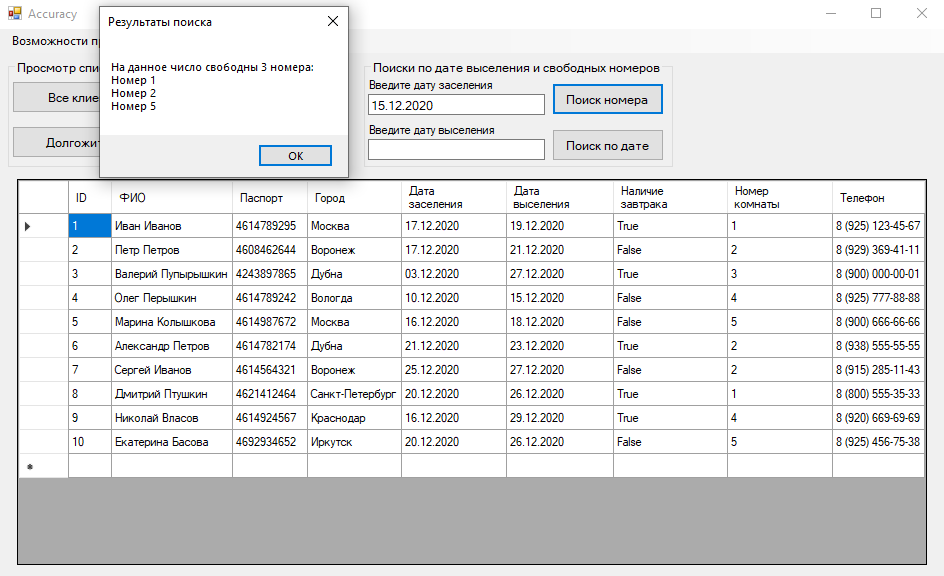 Accuracy
Возможности пр
Результаты поиска
На данное число свободны 3 номера:
Номер 1
Номер 2
Номер 5
OK
Просмотр спи
Все клие
Долгожит
Поиски по дате выселения и свободных номеров
Введите дату заселения
15.12.2020 Поиск номера
Введите дату выселения
Поиск по дате
ID ФИО Паспорт Город Дата заселения Дата выселения Наличие завтрака Номер комнаты Телефон
1 Иван Иванов 4614789295 Москва 17.12.2020 19.12.2020 True 1 8 (925) 123-45-67
2 Петр Петров 4608462644 Воронеж 17.12.2020 21.12.2020 False 2 8 (929) 369-41-11
3 Валерий Пупырышкин 4243897865 Дубна 03.12.2020 27.12.2020 True 3 8 (900) 000-00-01
4 Олег Перышкин 4614789242 Вологда 10.12.2020 15.12.2020 False 4 8 (925) 777-88-88
5 Марина Колышкова 4614987672 Москва 16.12.2020 18.12.2020 False 5 8 (900) 666-66-66
6 Александр Петров 4614782174 Дубна 21.12.2020 23.12.2020 True 2 8 (938) 555-55-55
7 Сергей Иванов 4614564321 Воронеж 25.12.2020 27.12.2020 False 2 8 (915) 285-11-43
8 Дмитрий Птушкин 4621412464 Санкт-Петербург 20.12.2020 26.12.2020 True 1 8 (800) 555-35-33
9 Николай Власов 4614924567 Краснодар 16.12.2020 29.12.2020 True 4 8 (920) 669-69-69
10 Екатерина Басова 4692934652 Иркутск 20.12.2020 26.12.2020 False 5 8 (925) 456-75-38